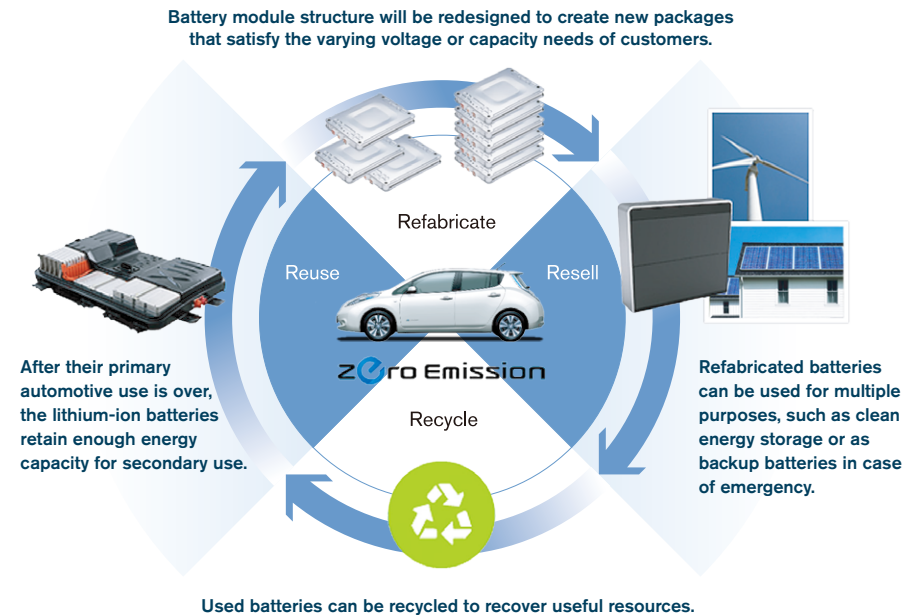 Battery module structure will be redesigned to create new packages
that satisfy the varying voltage or capacity needs of customers.
Refabricate
Reuse
Resell
Zero Emission
Recycle
After their primary
automotive use is over,
the lithium-ion batteries
retain enough energy
capacity for secondary use.
Refabricated batteries
can be used for multiple
purposes, such as clean
energy storage or as
backup batteries in case
of emergency.
Used batteries can be recycled to recover useful resources.